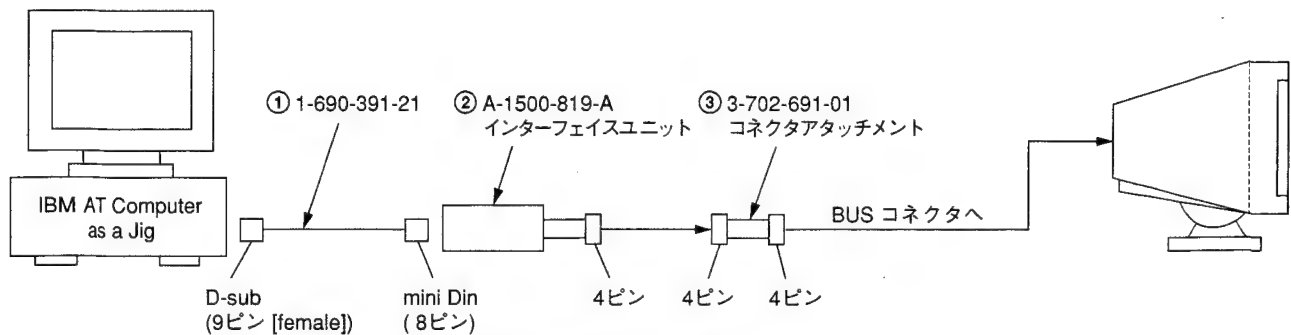 ① 1-690-391-21
② A-1500-819-A
インターフェイスユニット
③ 3-702-691-01
コネクタアタッチメント
IBM AT Computer
as a Jig
BUS コネクタへ
D-sub
(9ピン [female])
mini Din
( 8ピン)
4ピン
4ピン
4ピン